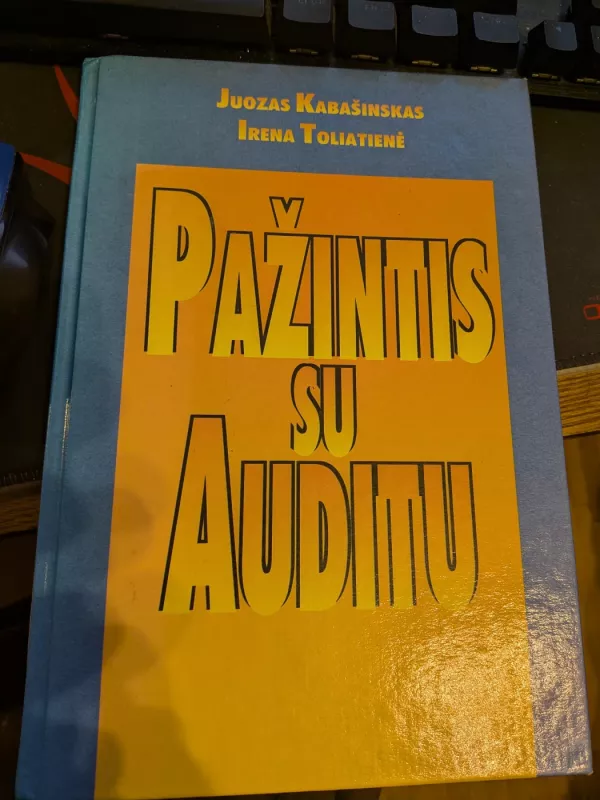 JUOZAS KABAŠINSKAS
IRENA TOLIATIENĖ
PAŽINTIS
SU
AUDITU